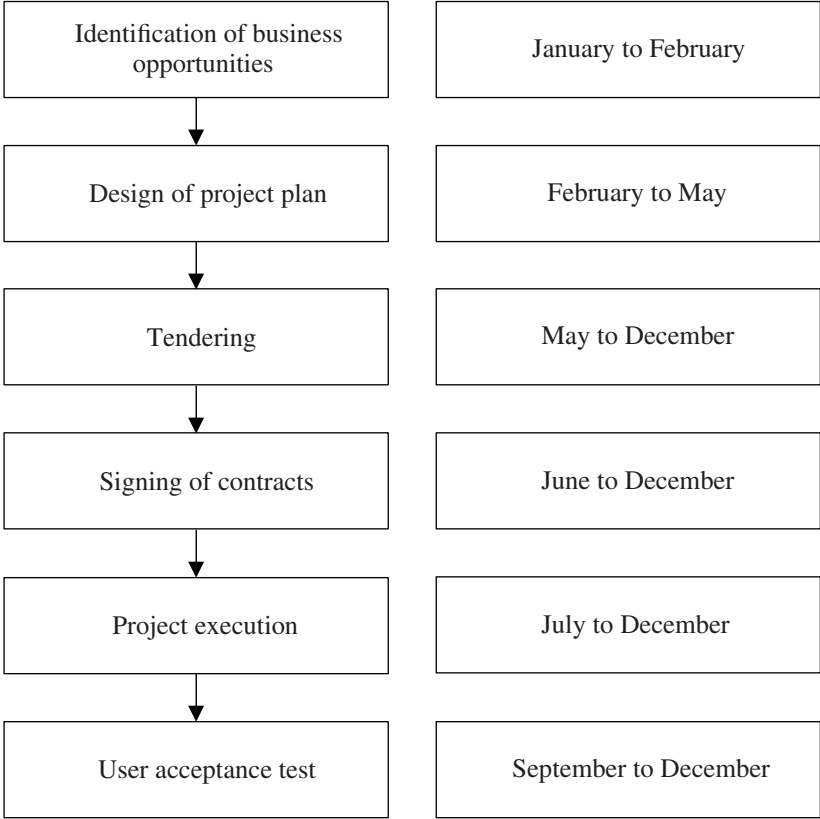 Identification of business
opportunities
January to February
Design of project plan
February to May
Tendering
May to December
Signing of contracts
June to December
Project execution
July to December
User acceptance test
September to December